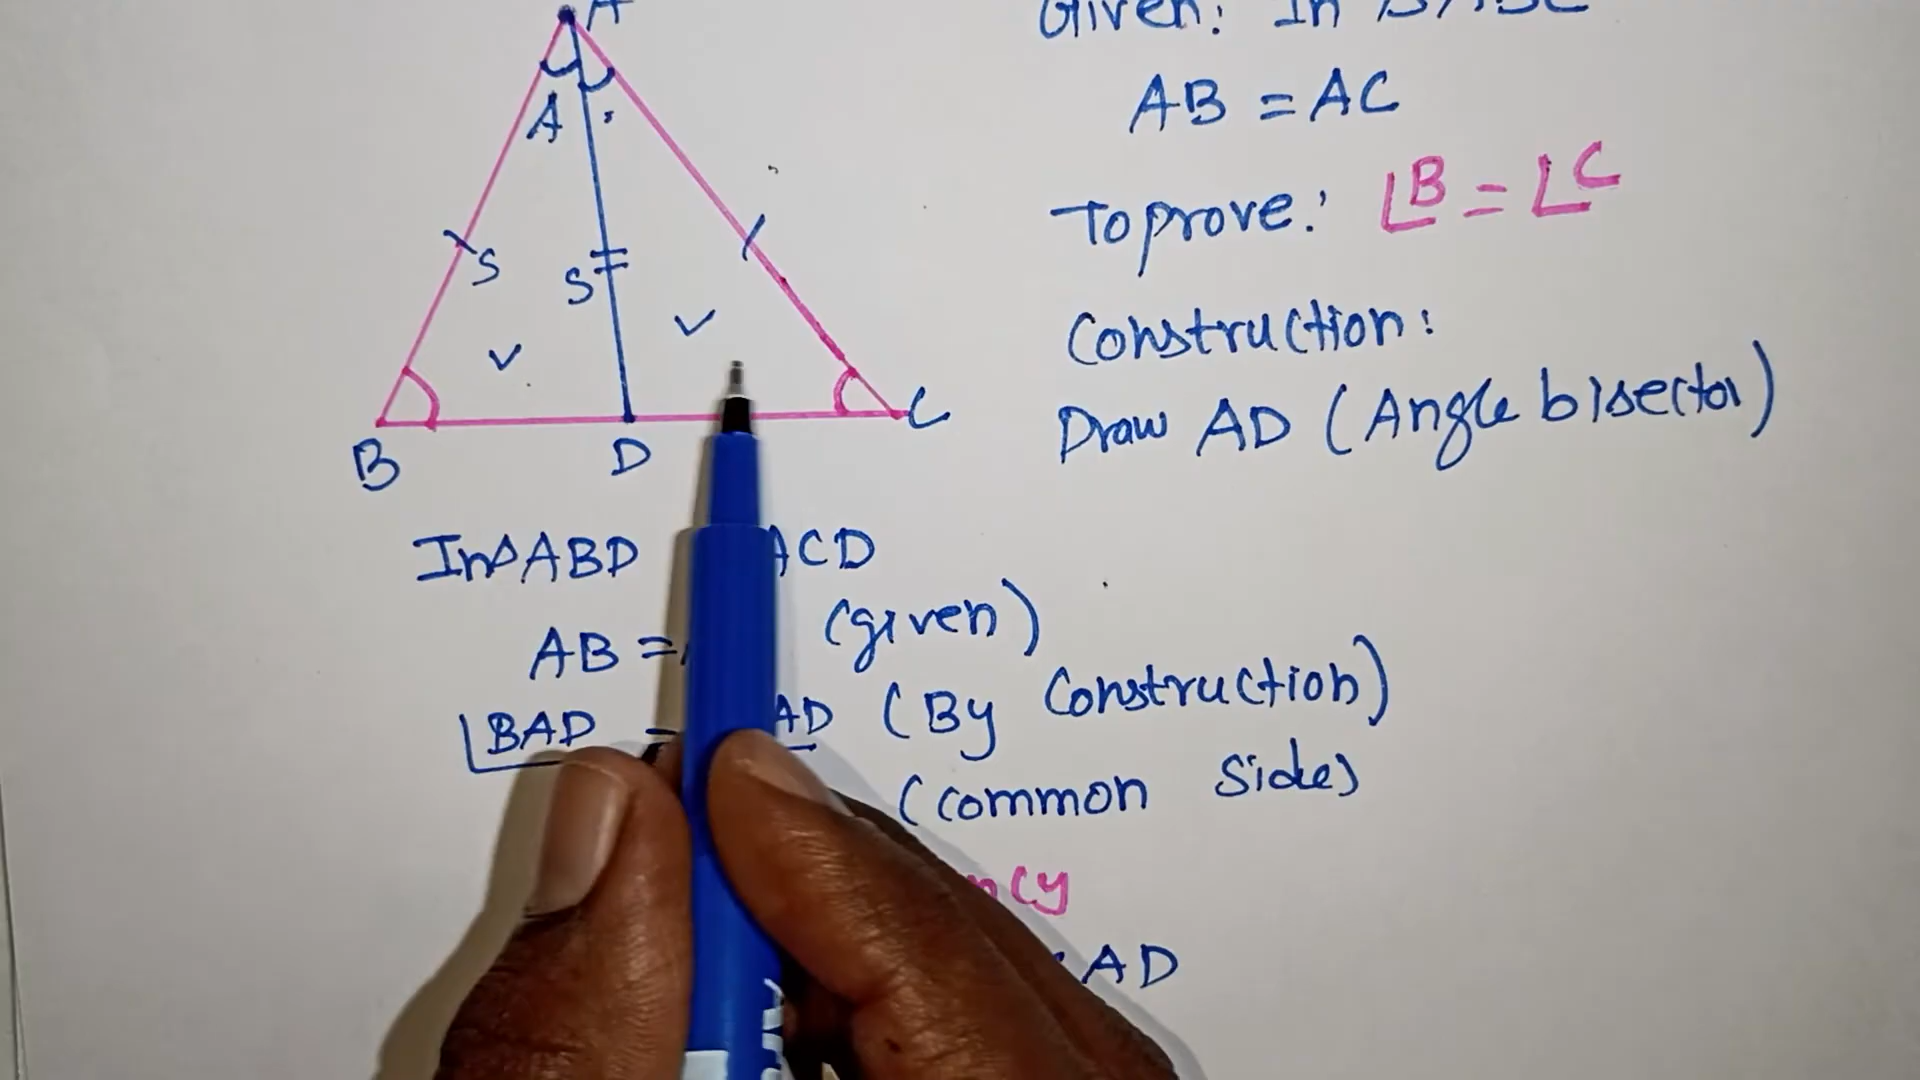 A
A
S
S
B
D
C
Given: In
AB = AC
To prove: ∠B = ∠C
Construction:
Draw AD (Angle bisector)
In ΔABD ACD
AB = (given)
∠BAD = AD (By Construction)
(common side)
ncy
AD